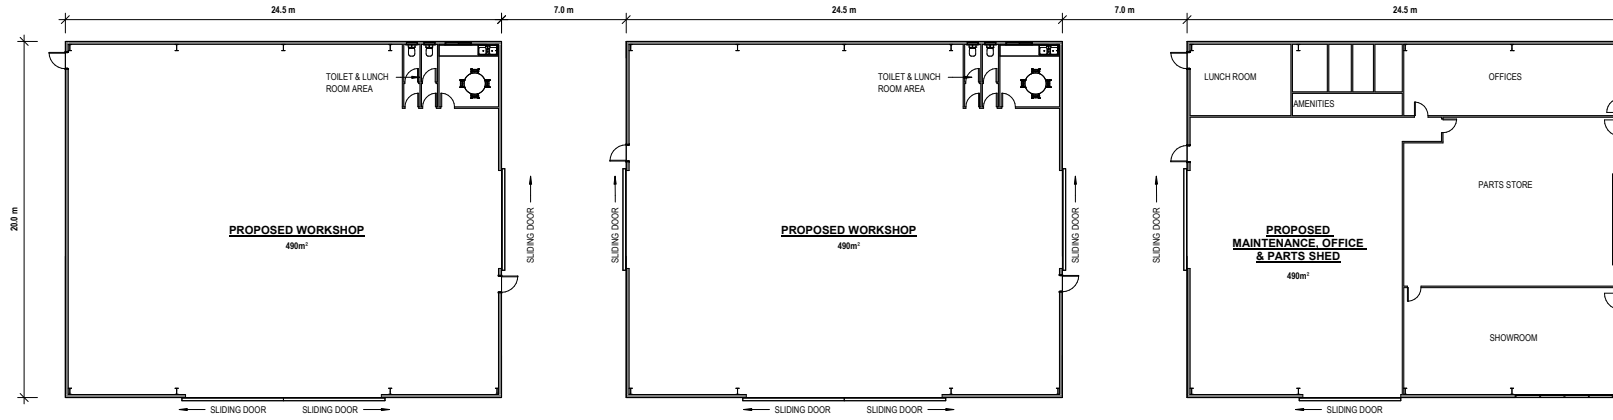 24.5 m
7.0 m
24.5 m
7.0 m
24.5 m
20.0 m
TOILET & LUNCH
ROOM AREA
PROPOSED WORKSHOP
490m²
SLIDING DOOR
SLIDING DOOR
SLIDING DOOR
TOILET & LUNCH
ROOM AREA
PROPOSED WORKSHOP
490m²
SLIDING DOOR
SLIDING DOOR
SLIDING DOOR
SLIDING DOOR
SLIDING DOOR
LUNCH ROOM
AMENITIES
OFFICES
PARTS STORE
PROPOSED
MAINTENANCE, OFFICE
& PARTS SHED
490m²
SHOWROOM
SLIDING DOOR